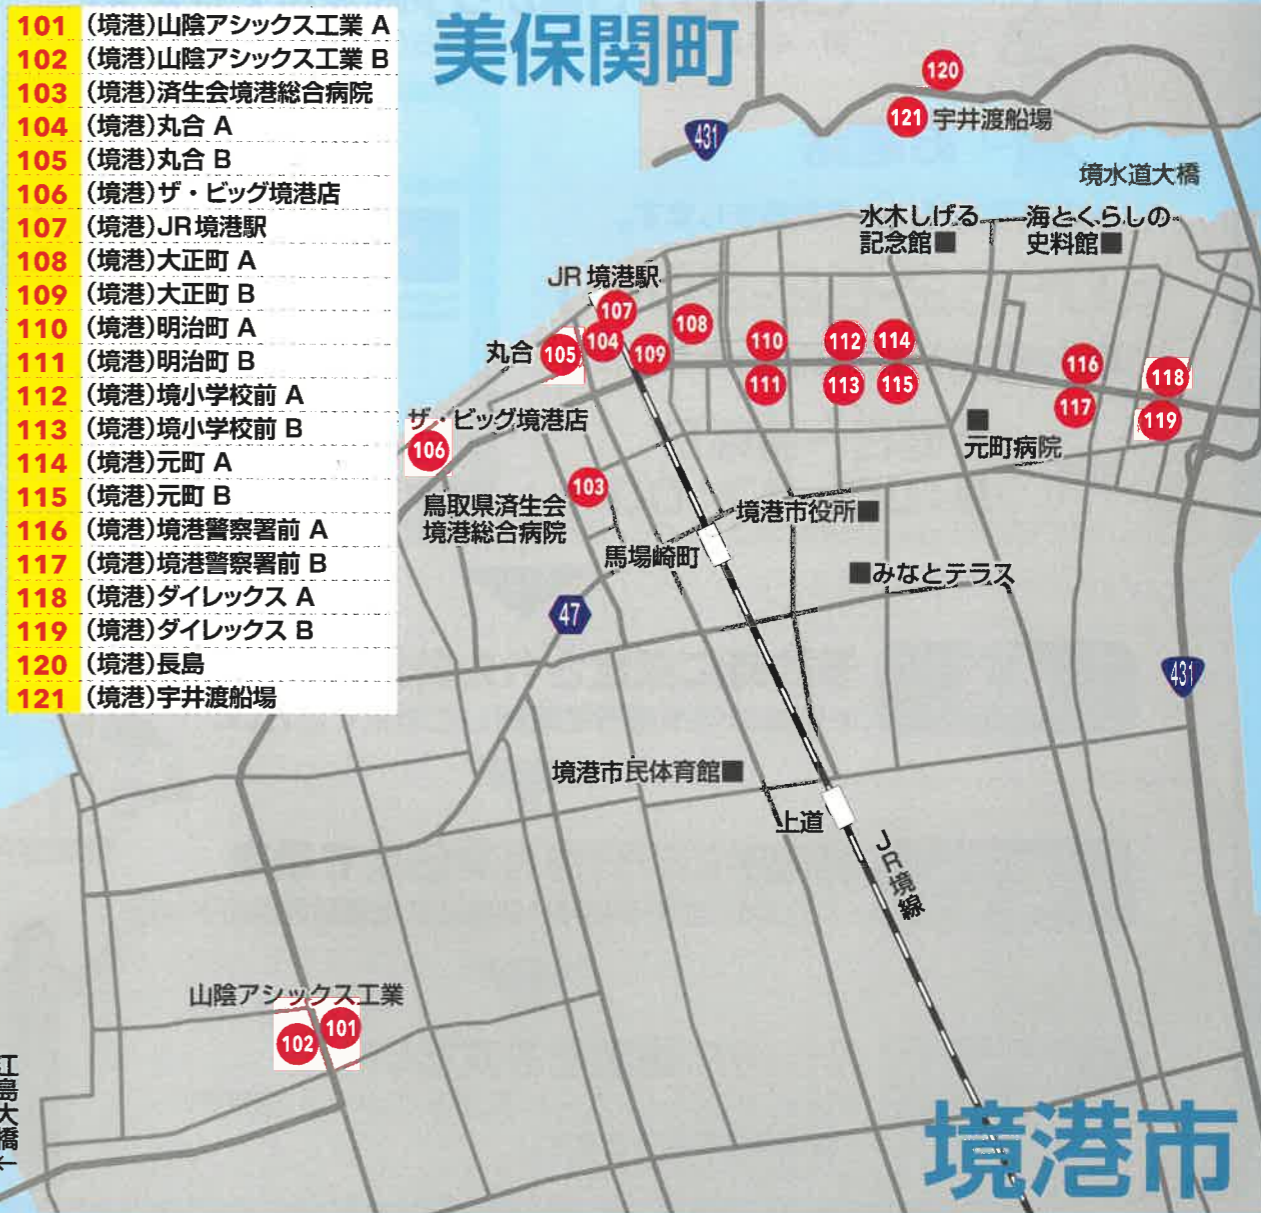 101 (境港)山陰アシックス工業 A
102 (境港)山陰アシックス工業 B
103 (境港)済生会境港総合病院
104 (境港)丸合 A
105 (境港)丸合 B
106 (境港)ザ・ビッグ境港店
107 (境港)JR境港駅
108 (境港)大正町 A
109 (境港)大正町 B
110 (境港)明治町 A
111 (境港)明治町 B
112 (境港)境小学校前 A
113 (境港)境小学校前 B
114 (境港)元町 A
115 (境港)元町 B
116 (境港)境港警察署前 A
117 (境港)境港警察署前 B
118 (境港)ダイレックス A
119 (境港)ダイレックス B
120 (境港)長島
121 (境港)宇井渡船場
美保関町
120
121 宇井渡船場
431
境水道大橋
水木しげる
記念館■
海とくらしの
史料館■
JR 境港駅
107
108
104
丸合 105
109
110
112
114
111
113
115
116
118
117
119
ザ・ビッグ境港店
106
元町病院
103
鳥取県済生会
境港総合病院
境港市役所■
馬場崎町
■みなとテラス
47
431
境港市民体育館■
上道
JR境線
山陰アシックス工業
102
101
江島大橋←
境港市